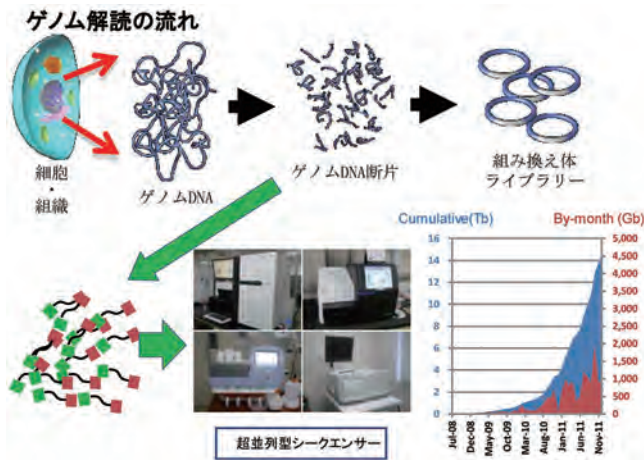 ゲノム解読の流れ
細胞
・
組織
ゲノムDNA
ゲノムDNA断片
組み換え体
ライブラリー
Cumulative(Tb)
By-month (Gb)
16
14
12
10
8
6
4
2
0
5,000
4,500
4,000
3,500
3,000
2,500
2,000
1,500
1,000
500
0
Jul-08
Dec-08
May-09
Oct-09
Mar-10
Aug-10
Jan-11
Jun-11
Nov-11
超並列型シークエンサー